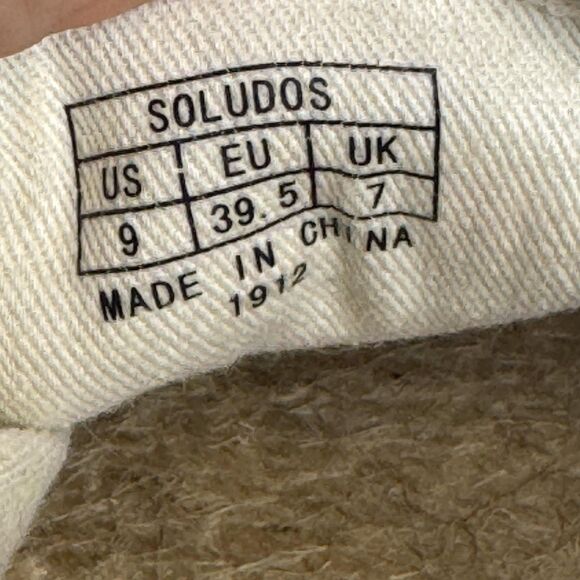 SOLUDOS
US EU UK
9 39.5 7
MADE IN CHINA
1912